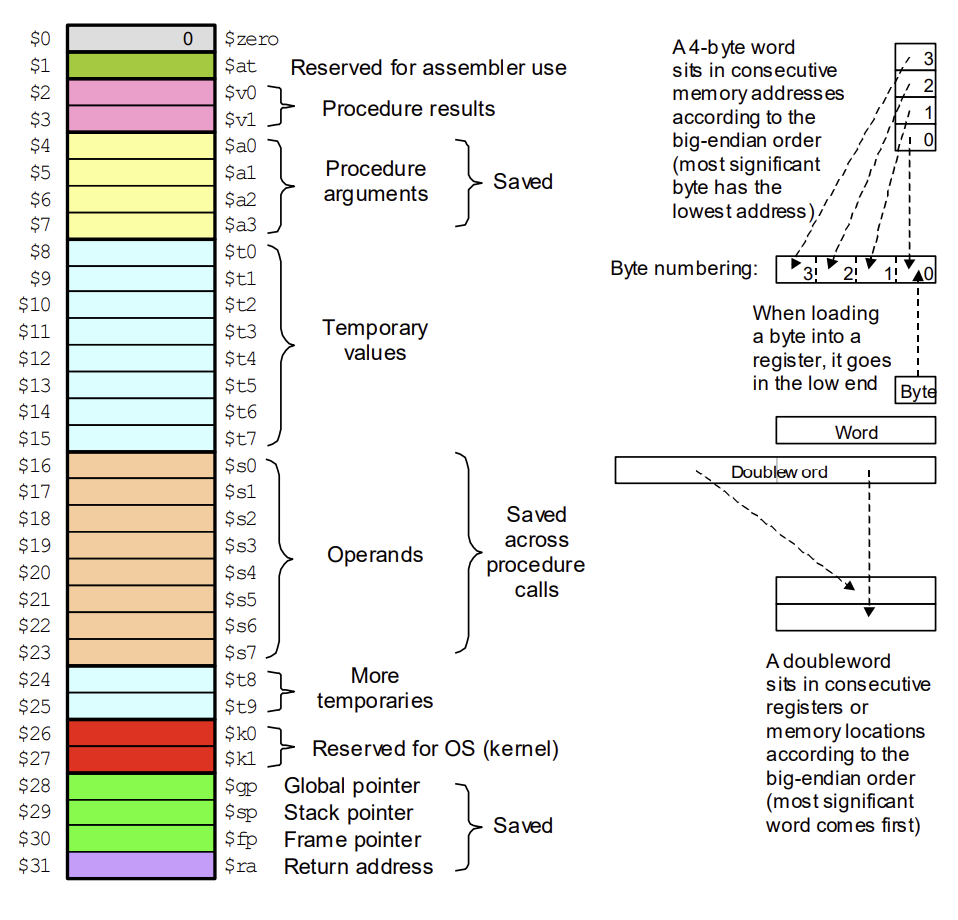 $0 0 $zero
$1 $at Reserved for assembler use
$2 $v0
$3 $v1
Procedure results
$4 $a0
$5 $a1
$6 $a2
$7 $a3
Procedure
arguments
Saved
$8 $t0
$9 $t1
$10 $t2
$11 $t3
$12 $t4
$13 $t5
$14 $t6
$15 $t7
Temporary
values
$16 $s0
$17 $s1
$18 $s2
$19 $s3
$20 $s4
$21 $s5
$22 $s6
$23 $s7
Operands
Saved
across
procedure
calls
$24 $t8
$25 $t9
More
temporaries
$26 $k0
$27 $k1
Reserved for OS (kernel)
$28 $gp Global pointer
$29 $sp Stack pointer
$30 $fp Frame pointer
$31 $ra Return address
Saved
A 4-byte word
sits in consecutive
memory addresses
according to the
big-endian order
(most significant
byte has the
lowest address)
3
2
1
0
Byte numbering: 3 2 1 0
When loading
a byte into a
register, it goes
in the low end
Byte
Word
Doubleword
A doubleword
sits in consecutive
registers or
memory locations
according to the
big-endian order
(most significant
word comes first)